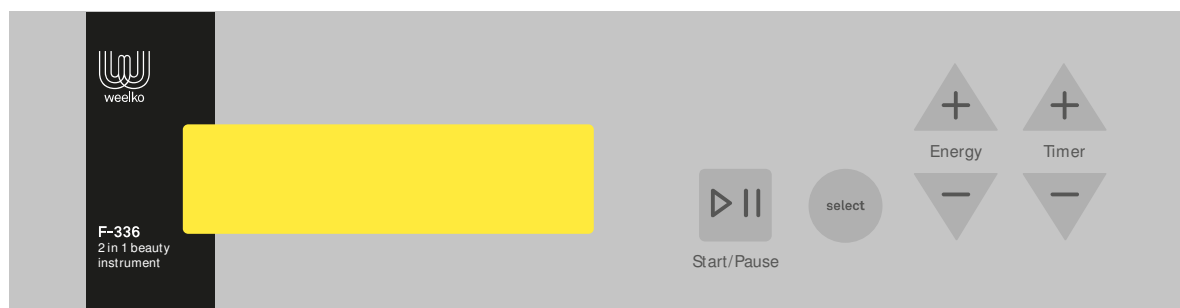 weelko
F-336
2 in 1 beauty
instrument
Start/Pause
select
Energy
Timer